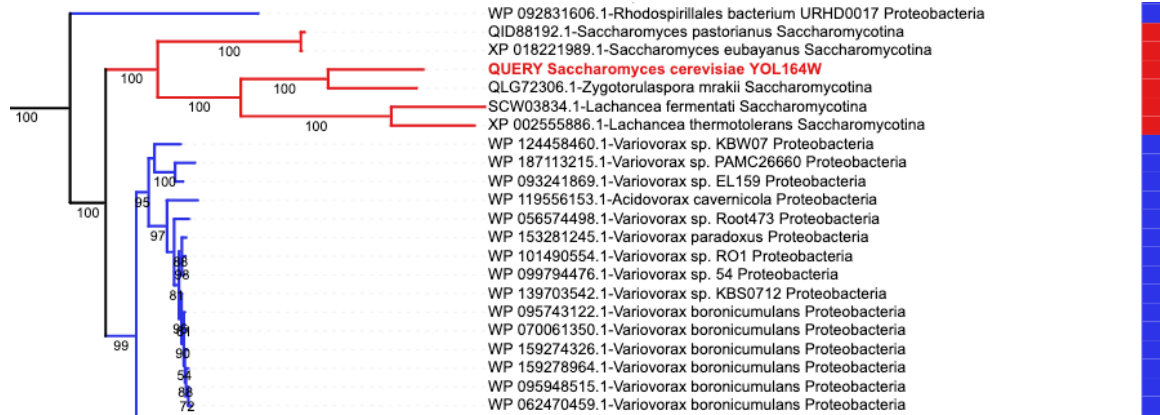 WP 092831606.1-Rhodospirillales bacterium URHD0017 Proteobacteria
QID88192.1-Saccharomyces pastorianus Saccharomycotina
100
XP 018221989.1-Saccharomyces eubayanus Saccharomycotina
100
QUERY Saccharomyces cerevisiae YOL164W
100
QLG72306.1-Zygotorulaspora mrakii Saccharomycotina
100
SCW03834.1-Lachancea fermentati Saccharomycotina
100
100
XP 002555886.1-Lachancea thermotolerans Saccharomycotina
WP 124458460.1-Variovorax sp. KBW07 Proteobacteria
WP 187113215.1-Variovorax sp. PAMC26660 Proteobacteria
100
WP 093241869.1-Variovorax sp. EL159 Proteobacteria
95
WP 119556153.1-Acidovorax cavernicola Proteobacteria
100
WP 056574498.1-Variovorax sp. Root473 Proteobacteria
97
WP 153281245.1-Variovorax paradoxus Proteobacteria
WP 101490554.1-Variovorax sp. RO1 Proteobacteria
98
WP 099794476.1-Variovorax sp. 54 Proteobacteria
81
WP 139703542.1-Variovorax sp. KBS0712 Proteobacteria
WP 095743122.1-Variovorax boronicumulans Proteobacteria
WP 070061350.1-Variovorax boronicumulans Proteobacteria
99
90
WP 159274326.1-Variovorax boronicumulans Proteobacteria
WP 159278964.1-Variovorax boronicumulans Proteobacteria
54
WP 095948515.1-Variovorax boronicumulans Proteobacteria
WP 062470459.1-Variovorax boronicumulans Proteobacteria
72